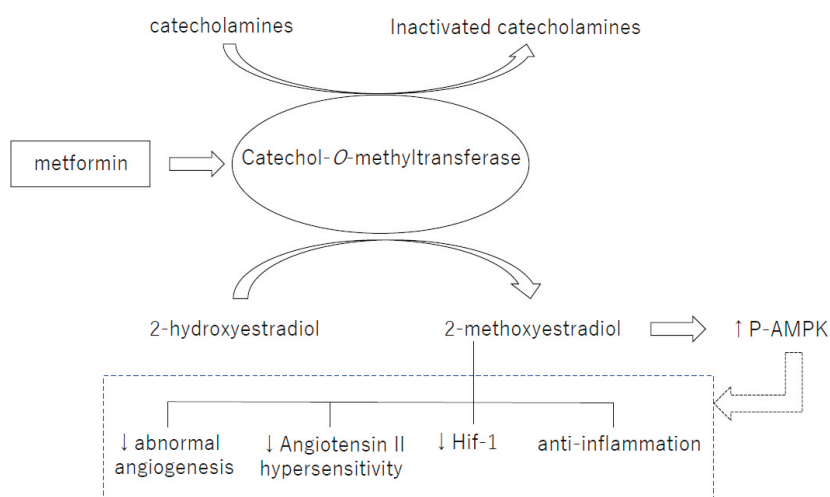 catecholamines
Inactivated catecholamines
metformin
Catechol-O-methyltransferase
2-hydroxyestradiol
2-methoxyestradiol
↑ P-AMPK
↓ abnormal
angiogenesis
↓ Angiotensin II
hypersensitivity
↓ Hif-1
anti-inflammation